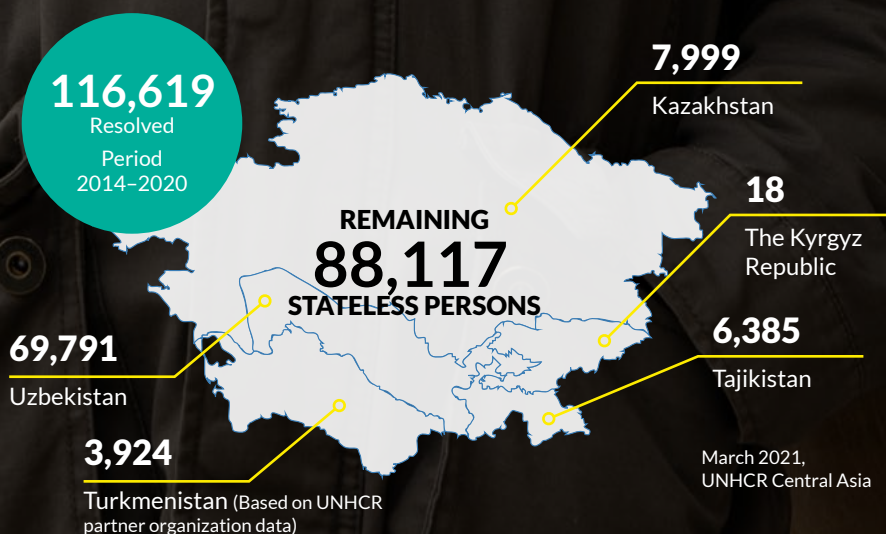 116,619
Resolved
Period
2014–2020
7,999
Kazakhstan
18
The Kyrgyz
Republic
REMAINING
88,117
STATELESS PERSONS
69,791
Uzbekistan
6,385
Tajikistan
3,924
Turkmenistan (Based on UNHCR
partner organization data)
March 2021,
UNHCR Central Asia